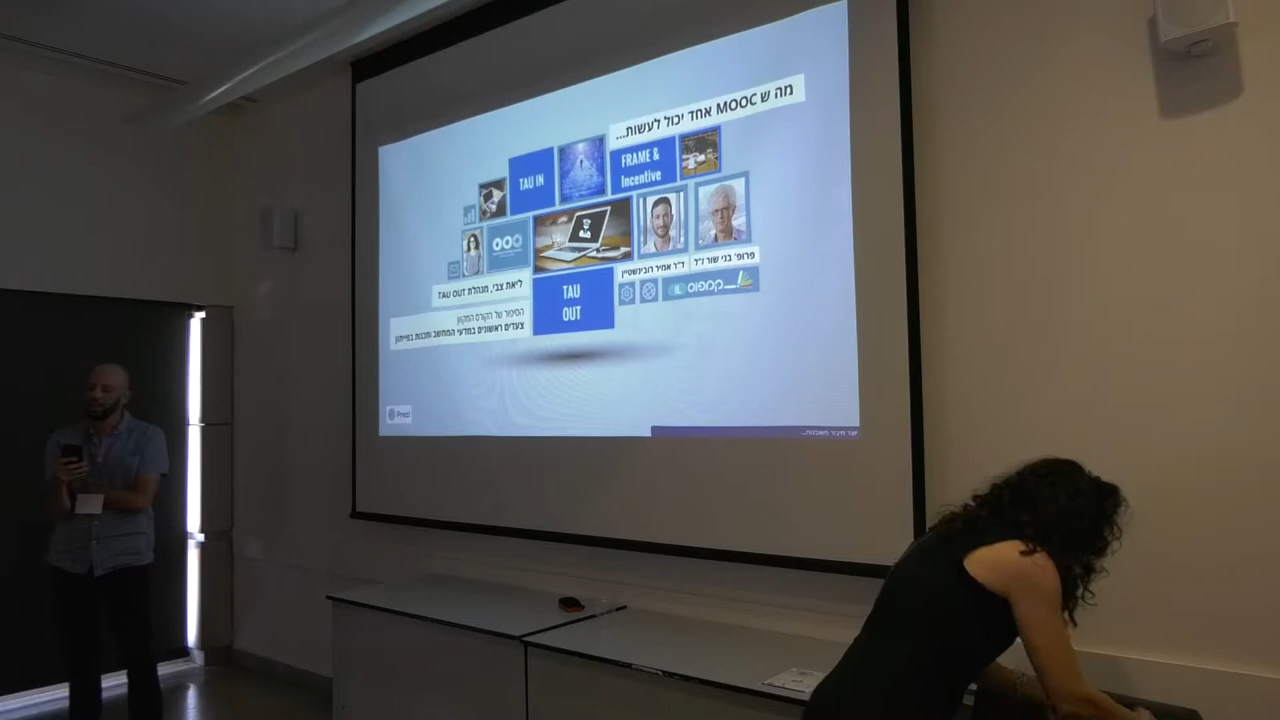 מה ש MOOC אחד יכול לעשות...
TAU IN
FRAME &
Incentive
פרופ' בני שור ז"ל
ד"ר אמיר רובינשטיין
קמפוס IL
ליאת צבי, מנהלת TAU OUT
TAU
OUT
הסיפור של הקורס המקוון
צעדים ראשונים במדעי המחשב ותכנות בפייתון
Prezi